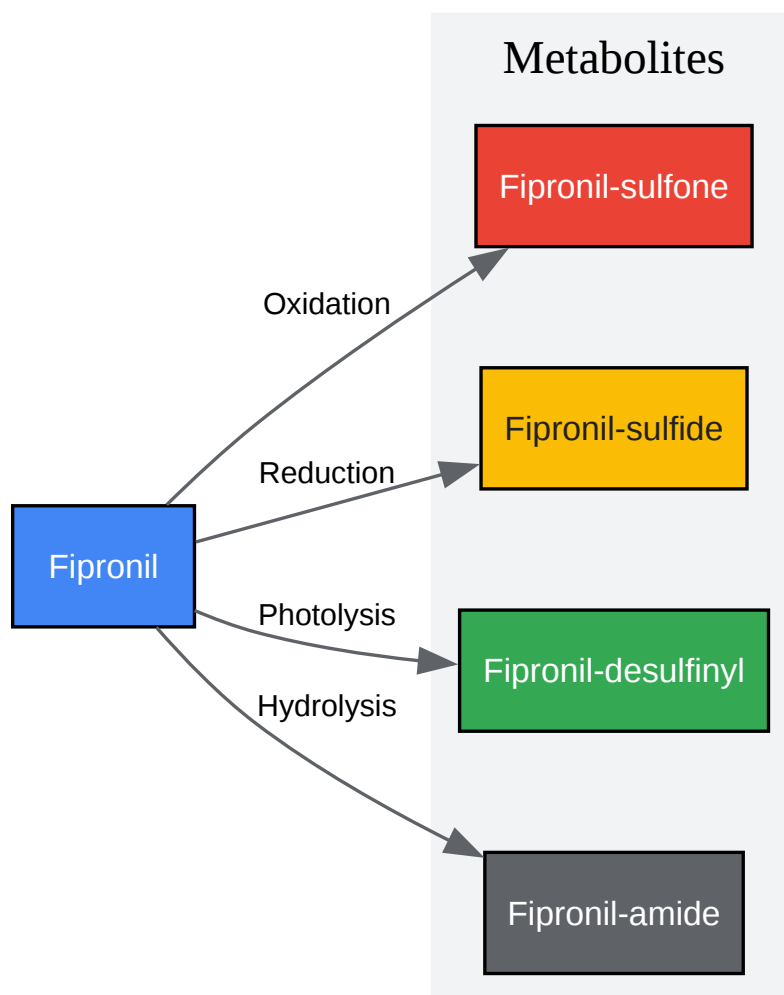 Metabolites
Fipronil-sulfone
Oxidation
Fipronil-sulfide
Reduction
Fipronil
Photolysis
Fipronil-desulfinyl
Hydrolysis
Fipronil-amide